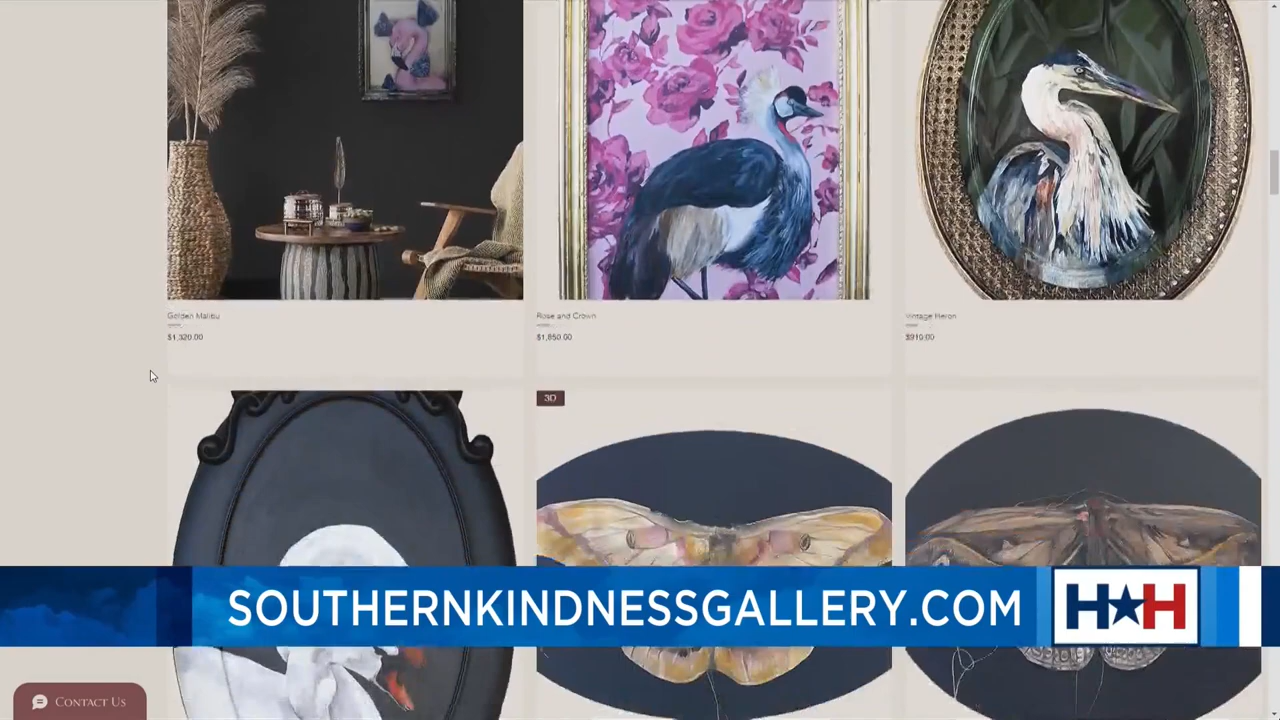 Golden Malibu
Rose and Crown
Vintage Heron
$1,320.00
$1,850.00
$910.00
3D
SOUTHERNKINDNESSGALLERY.COM
H★H
CONTACT US